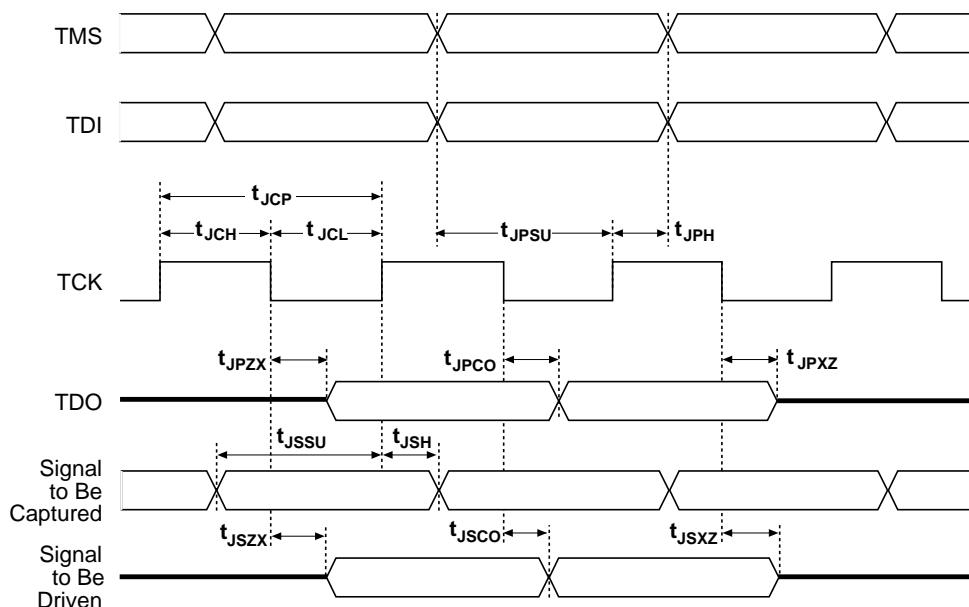 TMS
TDI
tJCP
tJCH
tJCL
tJPSU
tJPH
TCK
tJPZX
tJPCO
tJPXZ
TDO
tJSSU
tJSH
Signal
to Be
Captured
tJSZX
tJSCO
tJSXZ
Signal
to Be
Driven